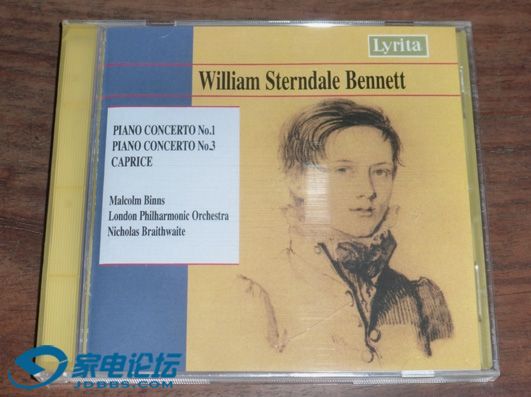 Lyrita
William Sterndale Bennett
PIANO CONCERTO No.1
PIANO CONCERTO No.3
CAPRICE
Malcolm Binns
London Philharmonic Orchestra
Nicholas Braithwaite
家电论坛
JDBBS.COM